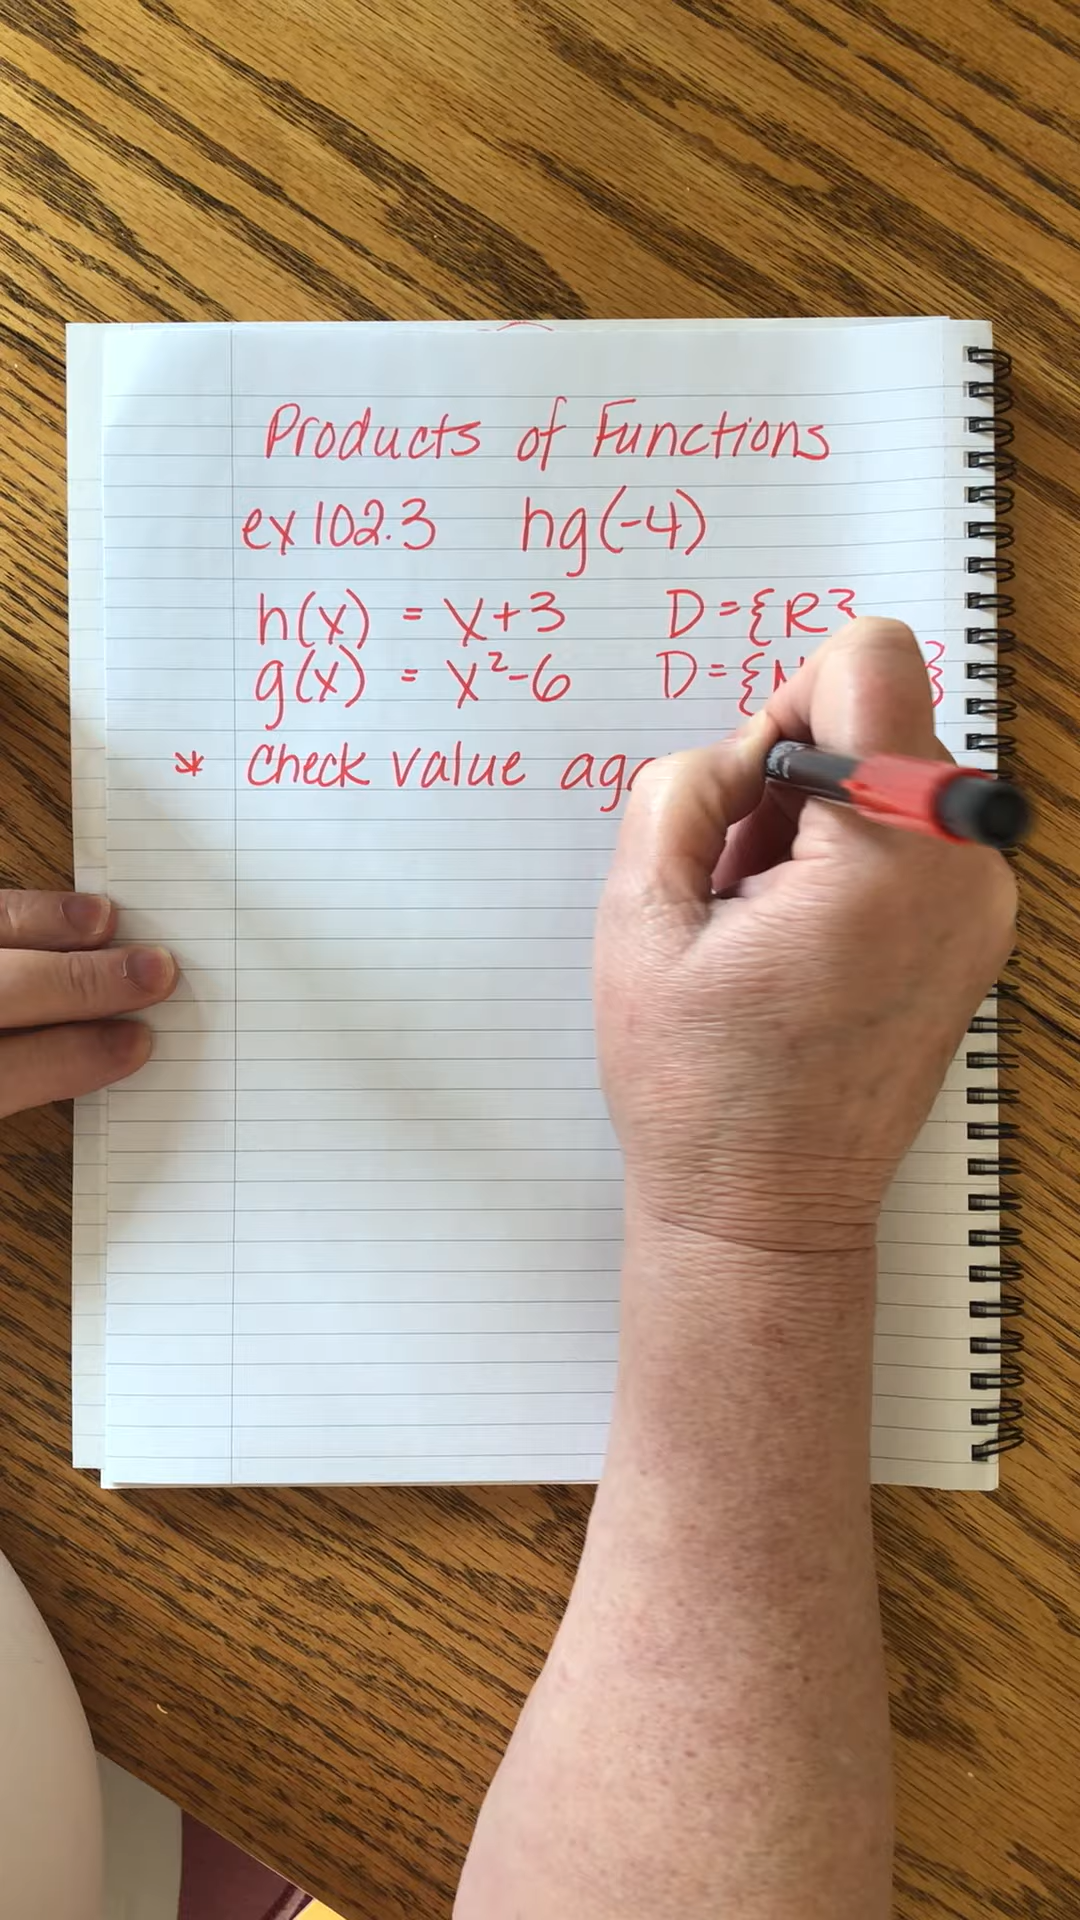 Products of Functions
ex 102.3 hg(-4)
h(x) = x+3 D={R}
g(x) = x²-6 D={ }
* Check value